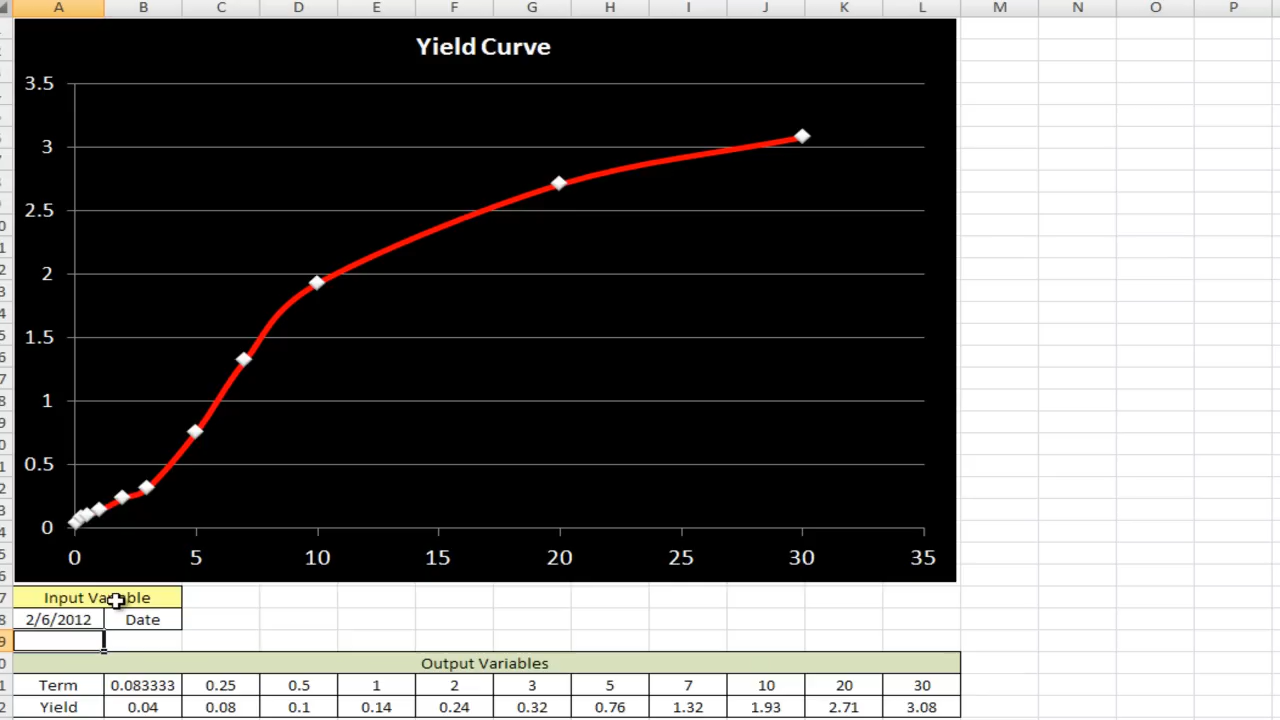 A B C D E F G H I J K L M N O P
Yield Curve
3.5
3
2.5
2
1.5
1
0.5
0
0 5 10 15 20 25 30 35
Input Variable
2/6/2012 Date
Output Variables
Term 0.083333 0.25 0.5 1 2 3 5 7 10 20 30
Yield 0.04 0.08 0.1 0.14 0.24 0.32 0.76 1.32 1.93 2.71 3.08